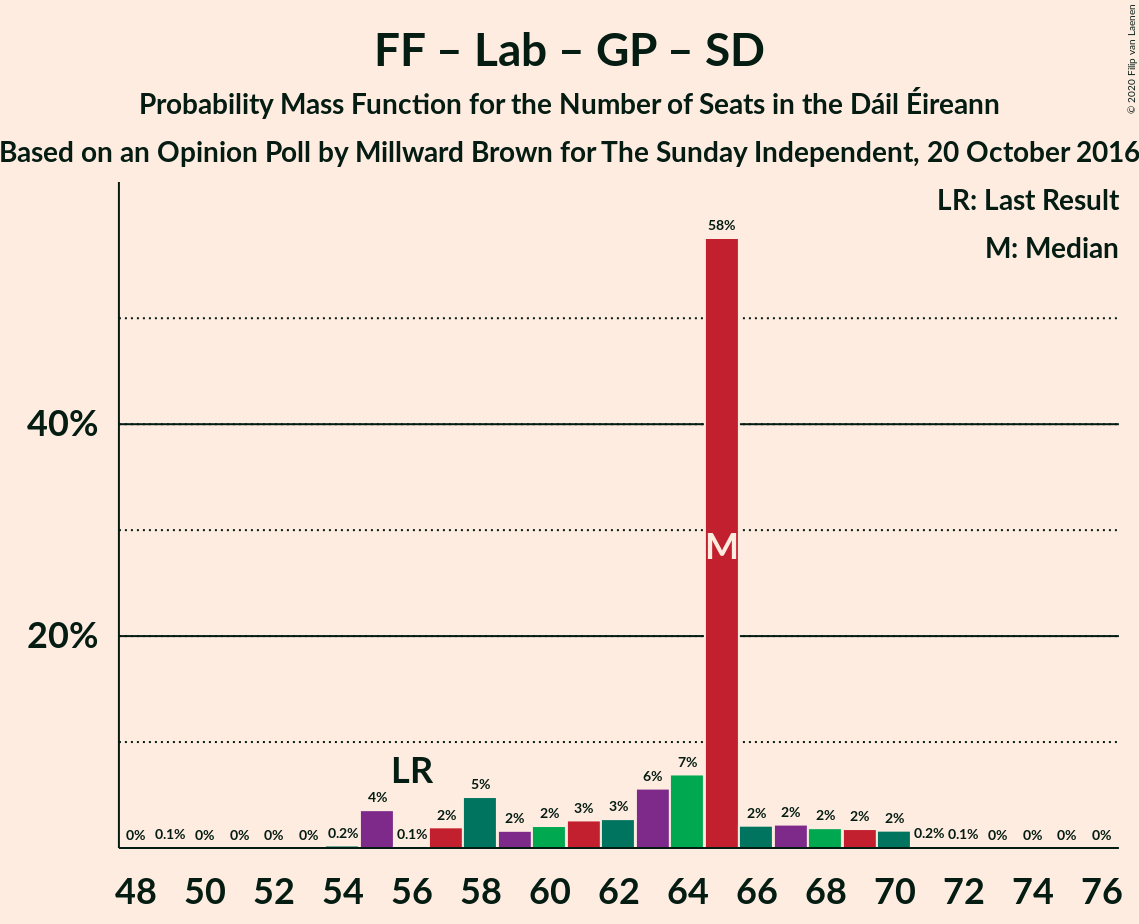 FF – Lab – GP – SD
Probability Mass Function for the Number of Seats in the Dáil Éireann
Based on an Opinion Poll by Millward Brown for The Sunday Independent, 20 October 2016
© 2020 Filip van Laenen
LR: Last Result
M: Median
58%
40%
M
20%
LR
0% 0.1% 0% 0% 0% 0% 0.2% 4% 0.1% 2% 5% 2% 2% 3% 3% 6% 7% 2% 2% 2% 2% 2% 0.2% 0.1% 0% 0% 0% 0%
48 50 52 54 56 58 60 62 64 66 68 70 72 74 76